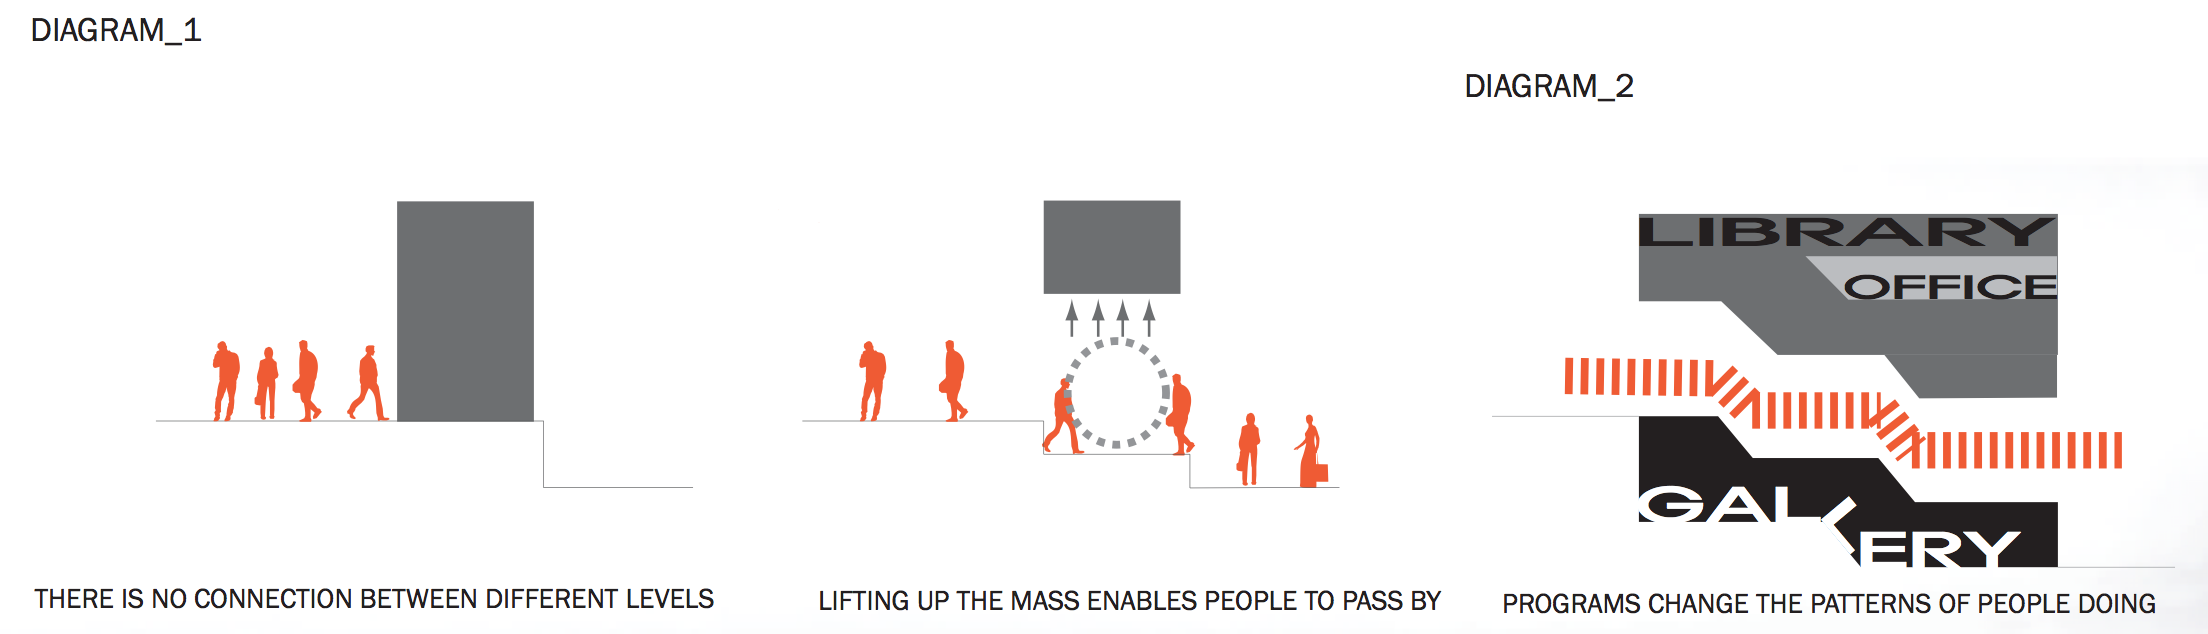 DIAGRAM_1
DIAGRAM_2
LIBRARY
OFFICE
GALLERY
THERE IS NO CONNECTION BETWEEN DIFFERENT LEVELS
LIFTING UP THE MASS ENABLES PEOPLE TO PASS BY
PROGRAMS CHANGE THE PATTERNS OF PEOPLE DOING